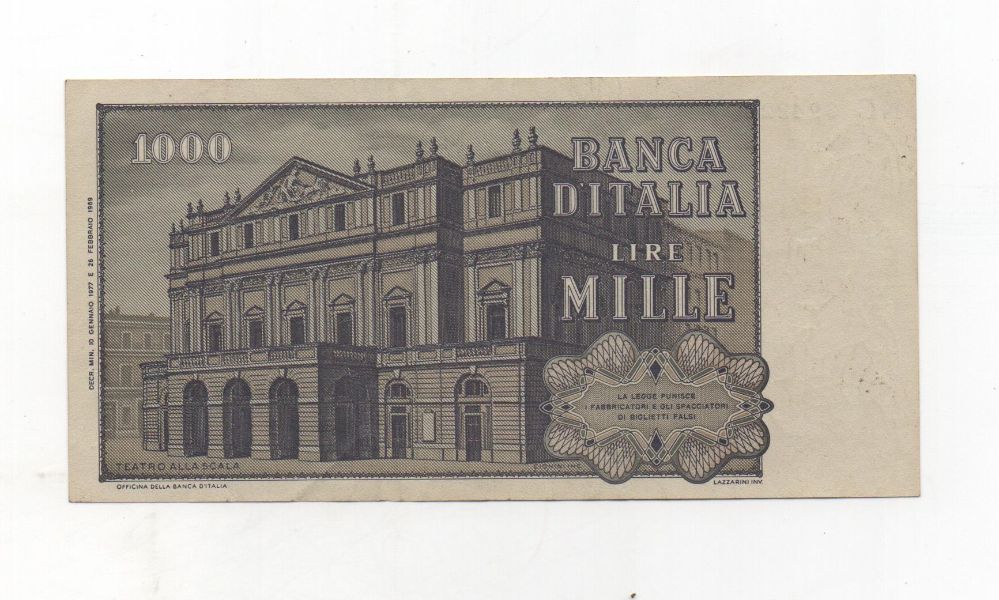 1000
BANCA
D'ITALIA
LIRE
MILLE
DECR. MIN. 10 GENNAIO 1977 E 26 FEBBRAIO 1969
LA LEGGE PUNISCE
I FABBRICATORI E GLI SPACCIATORI
DI BIGLIETTI FALSI
TEATRO ALLA SCALA
OFFICINA DELLA BANCA D'ITALIA
LAZZARINI INV.